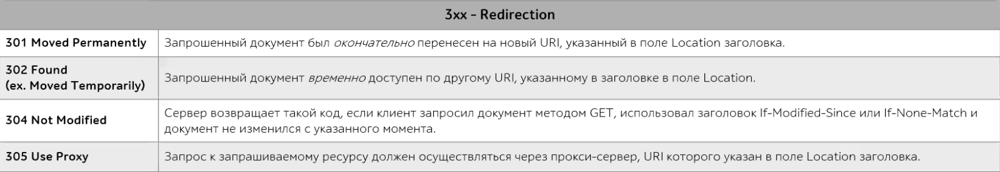 3xx - Redirection
301 Moved Permanently
Запрошенный документ был окончательно перенесен на новый URI, указанный в поле Location заголовка.
302 Found
(ex. Moved Temporarily)
Запрошенный документ временно доступен по другому URI, указанному в заголовке в поле Location.
304 Not Modified
Сервер возвращает такой код, если клиент запросил документ методом GET, использовал заголовок If-Modified-Since или If-None-Match и
документ не изменился с указанного момента.
305 Use Proxy
Запрос к запрашиваемому ресурсу должен осуществляться через прокси-сервер, URI которого указан в поле Location заголовка.